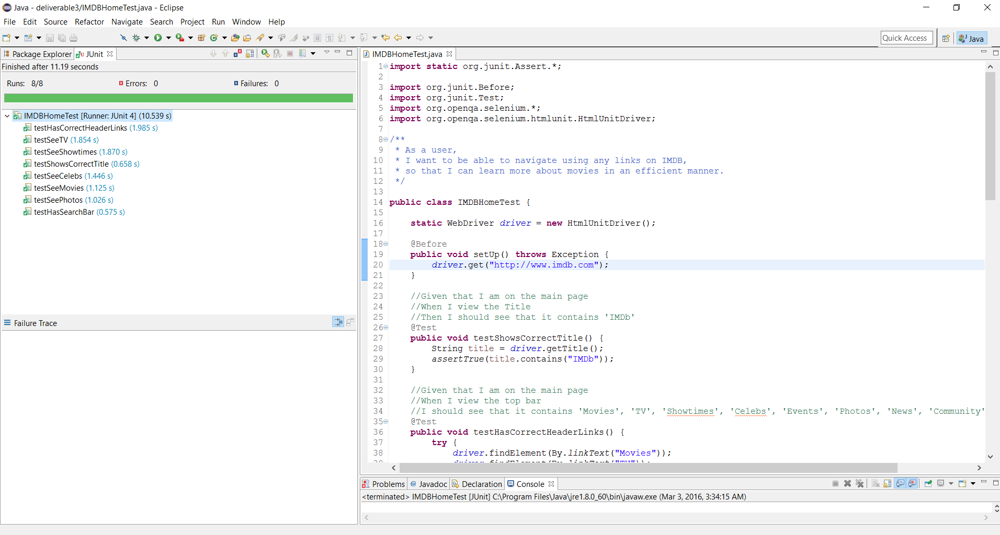 Java - deliverable3/IMDBHomeTest.java - Eclipse
File Edit Source Refactor Navigate Search Project Run Window Help
Quick Access
Java
Package Explorer
JUnit
Finished after 11.19 seconds
Runs: 8/8
Errors: 0
Failures: 0
IMDBHomeTest [Runner: JUnit 4] (10.539 s)
testHasCorrectHeaderLinks (1.985 s)
testSeeTV (1.854 s)
testSeeShowtimes (1.870 s)
testShowsCorrectTitle (0.658 s)
testSeeCelebs (1.446 s)
testSeeMovies (1.125 s)
testSeePhotos (1.026 s)
testHasSearchBar (0.575 s)
Failure Trace
IMDBHomeTest.java
1 import static org.junit.Assert.*;
2
3 import org.junit.Before;
4 import org.junit.Test;
5 import org.openqa.selenium.*;
6 import org.openqa.selenium.htmlunit.HtmlUnitDriver;
7
8 /**
9 * As a user,
10 * I want to be able to navigate using any links on IMDB,
11 * so that I can learn more about movies in an efficient manner.
12 */
13
14 public class IMDBHomeTest {
15
16 static WebDriver driver = new HtmlUnitDriver();
17
18 @Before
19 public void setUp() throws Exception {
20 driver.get("http://www.imdb.com");
21 }
22
23 //Given that I am on the main page
24 //When I view the Title
25 //Then I should see that it contains 'IMDb'
26 @Test
27 public void testShowsCorrectTitle() {
28 String title = driver.getTitle();
29 assertTrue(title.contains("IMDb"));
30 }
31
32 //Given that I am on the main page
33 //When I view the top bar
34 //I should see that it contains 'Movies', 'TV', 'Showtimes', 'Celebs', 'Events', 'Photos', 'News', 'Community'
35 @Test
36 public void testHasCorrectHeaderLinks() {
37 try {
38 driver.findElement(By.linkText("Movies"));
39 driver.findElement(By.linkText("TV"));
Problems
@ Javadoc
Declaration
Console
<terminated> IMDBHomeTest [JUnit] C:\Program Files\Java\jre1.8.0_60\bin\javaw.exe (Mar 3, 2016, 3:34:15 AM)